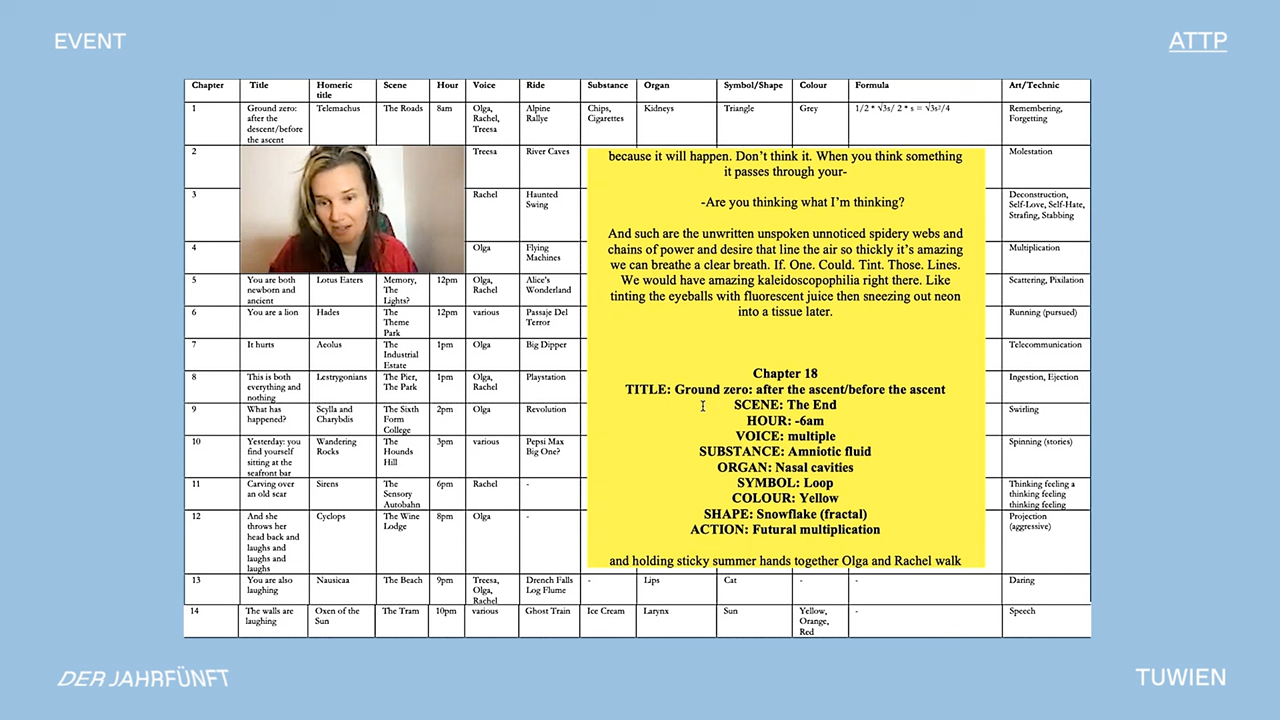 EVENT
ATTP
Chapter Title Homeric title Scene Hour Voice Ride Substance Organ Symbol/Shape Colour Formula Art/Technic
1 Ground zero: after the descent/before the ascent Telemachus The Roads 8am Olga, Rachel, Treesa Alpine Rallye Chips, Cigarettes Kidneys Triangle Grey 1/2 * √3s/ 2 * s = √3s²/4 Remembering, Forgetting
2 Treesa River Caves Molestation
3 Rachel Haunted Swing Deconstruction, Self-Love, Self-Hate, Strafing, Stabbing
4 Olga Flying Machines Multiplication
5 You are both newborn and ancient Lotus Eaters Memory, The Lights? 12pm Olga, Rachel Alice's Wonderland Scattering, Pixilation
6 You are a lion Hades The Theme Park 12pm various Passaje Del Terror Running (pursued)
7 It hurts Aeolus The Industrial Estate 1pm Olga Big Dipper Telecommunication
8 This is both everything and nothing Lestrygonians The Pier, The Park 1pm Olga, Rachel Playstation Ingestion, Ejection
9 What has happened? Scylla and Charybdis The Sixth Form College 2pm Olga Revolution Swirling
10 Yesterday: you find yourself sitting at the seafront bar Wandering Rocks The Hounds Hill 3pm various Pepsi Max Big One? Spinning (stories)
11 Carving over an old scar Sirens The Sensory Autobahn 6pm Rachel - Thinking feeling a thinking feeling thinking feeling
12 And she throws her head back and laughs and laughs and laughs Cyclops The Wine Lodge 8pm Olga - Projection (aggressive)
13 You are also laughing Nausicaa The Beach 9pm Treesa, Olga, Rachel Drench Falls Log Flume - Lips Cat - - Daring
14 The walls are laughing Oxen of the Sun The Tram 10pm various Ghost Train Ice Cream Larynx Sun Yellow, Orange, Red - Speech
because it will happen. Don't think it. When you think something
it passes through your-
-Are you thinking what I'm thinking?
And such are the unwritten unspoken unnoticed spidery webs and
chains of power and desire that line the air so thickly it's amazing
we can breathe a clear breath. If. One. Could. Tint. Those. Lines.
We would have amazing kaleidoscopophilia right there. Like
tinting the eyeballs with fluorescent juice then sneezing out neon
into a tissue later.
Chapter 18
TITLE: Ground zero: after the ascent/before the ascent
SCENE: The End
HOUR: -6am
VOICE: multiple
SUBSTANCE: Amniotic fluid
ORGAN: Nasal cavities
SYMBOL: Loop
COLOUR: Yellow
SHAPE: Snowflake (fractal)
ACTION: Futural multiplication
and holding sticky summer hands together Olga and Rachel walk
DER JAHRFÜNFT
TUWIEN